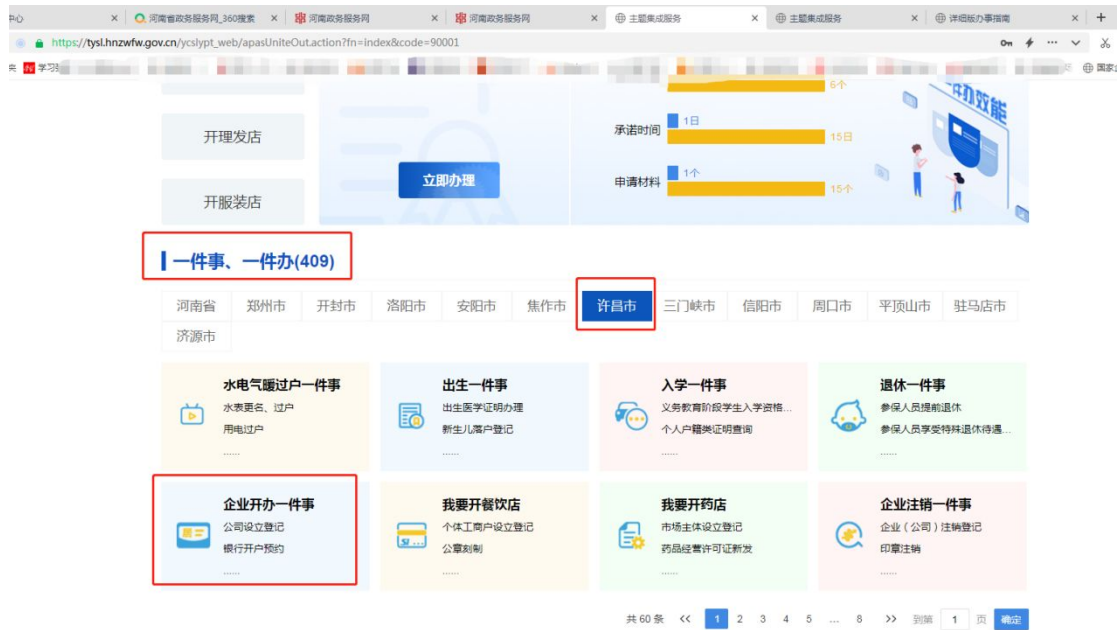 中心
河南省政务服务网_360搜索
河南政务服务网
河南政务服务网
主题集成服务
主题集成服务
详细版办事指南
https://tysl.hnzwfw.gov.cn/ycslypt_web/apasUniteOut.action?fn=index&code=90001
学习
国家
6个
一件办效能
开理发店
承诺时间
1日
15日
立即办理
申请材料
1个
15个
开服装店
一件事、一件办(409)
河南省 郑州市 开封市 洛阳市 安阳市 焦作市 许昌市 三门峡市 信阳市 周口市 平顶山市 驻马店市
济源市
水电气暖过户一件事
水表更名、过户
用电过户
......
出生一件事
出生医学证明办理
新生儿落户登记
......
入学一件事
义务教育阶段学生入学资格...
个人户籍类证明查询
......
退休一件事
参保人员提前退休
参保人员享受特殊退休待遇...
......
企业开办一件事
公司设立登记
银行开户预约
......
我要开餐饮店
个体工商户设立登记
公章刻制
......
我要开药店
市场主体设立登记
药品经营许可证新发
......
企业注销一件事
企业（公司）注销登记
印章注销
......
共 60 条 << 1 2 3 4 5 ... 8 >> 到第 1 页 确定